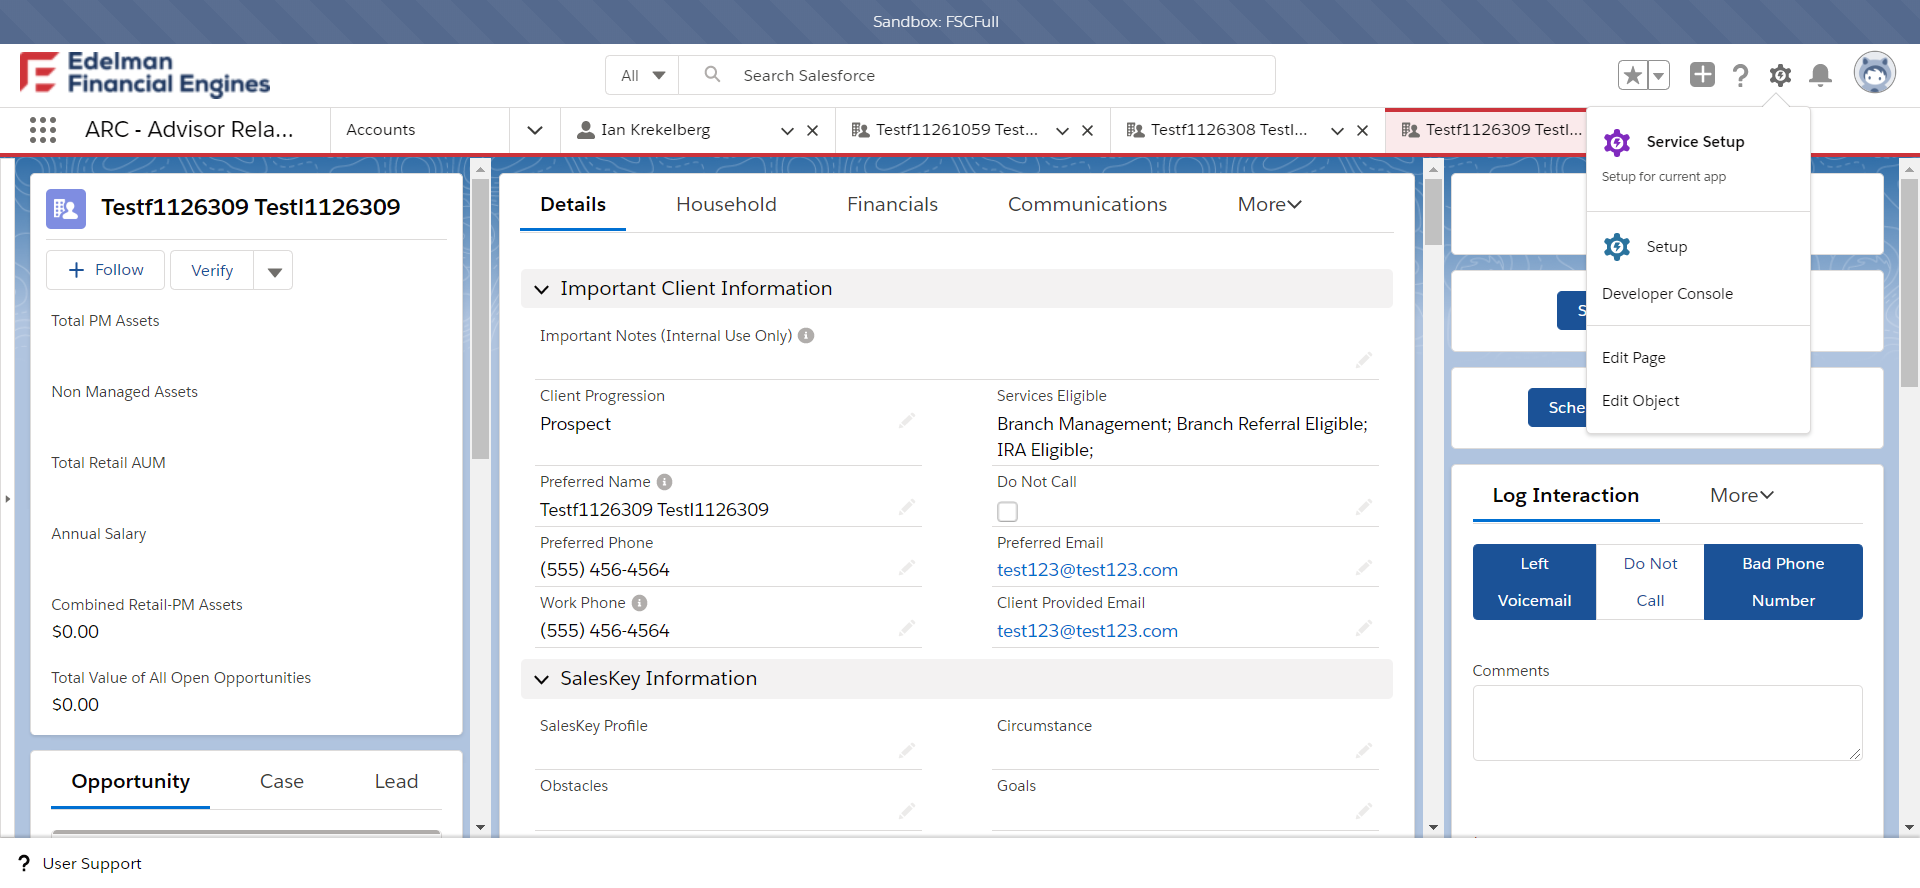 Sandbox: FSCFull
Edelman
Financial Engines
All
Search Salesforce
ARC - Advisor Rela...
Accounts
Ian Krekelberg
Testf11261059 Test...
Testf1126308 Testl...
Testf1126309 Testl...
Service Setup
Setup for current app
Setup
Developer Console
Edit Page
Edit Object
Testf1126309 Testl1126309
Follow
Verify
Total PM Assets
Non Managed Assets
Total Retail AUM
Annual Salary
Combined Retail-PM Assets
$0.00
Total Value of All Open Opportunities
$0.00
Opportunity
Case
Lead
Details
Household
Financials
Communications
More
Important Client Information
Important Notes (Internal Use Only)
Client Progression
Prospect
Services Eligible
Branch Management; Branch Referral Eligible;
IRA Eligible;
Preferred Name
Testf1126309 Testl1126309
Do Not Call
Preferred Phone
(555) 456-4564
Preferred Email
test123@test123.com
Work Phone
(555) 456-4564
Client Provided Email
test123@test123.com
SalesKey Information
SalesKey Profile
Circumstance
Obstacles
Goals
Sche
Log Interaction
More
Left
Voicemail
Do Not
Call
Bad Phone
Number
Comments
? User Support